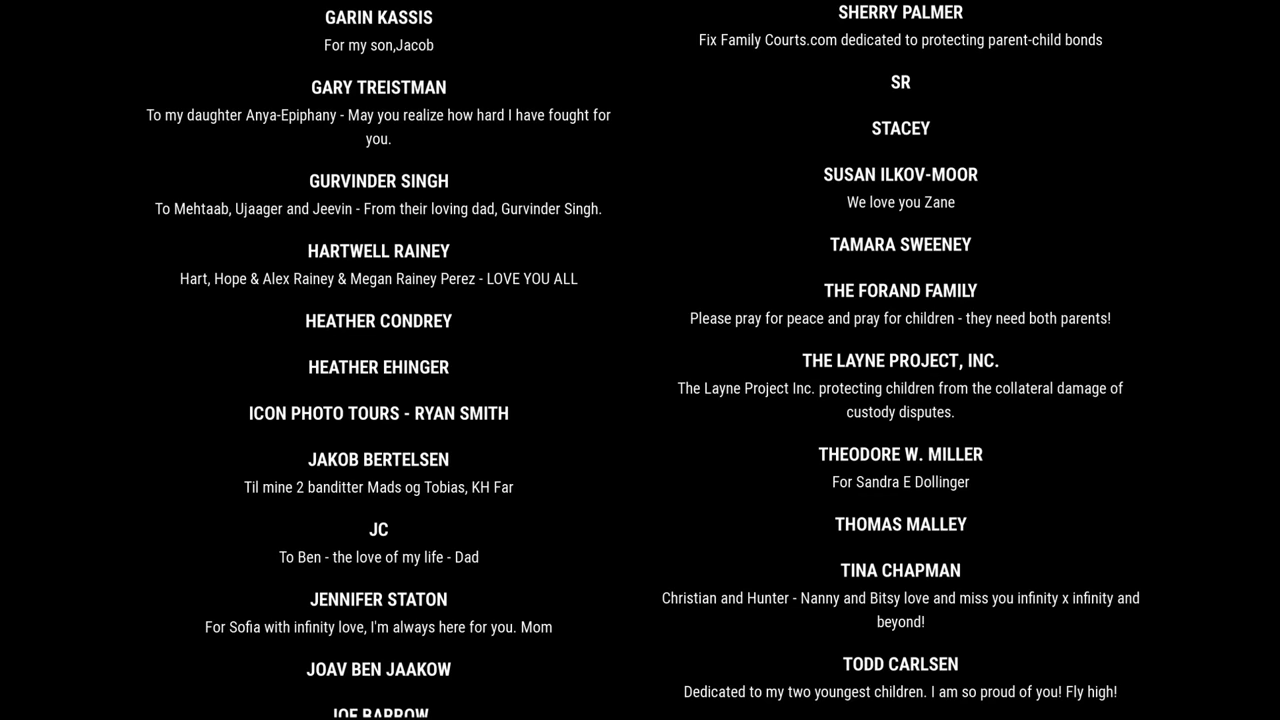 GARIN KASSIS
For my son,Jacob
GARY TREISTMAN
To my daughter Anya-Epiphany - May you realize how hard I have fought for
you.
GURVINDER SINGH
To Mehtaab, Ujaager and Jeevin - From their loving dad, Gurvinder Singh.
HARTWELL RAINEY
Hart, Hope & Alex Rainey & Megan Rainey Perez - LOVE YOU ALL
HEATHER CONDREY
HEATHER EHINGER
ICON PHOTO TOURS - RYAN SMITH
JAKOB BERTELSEN
Til mine 2 banditter Mads og Tobias, KH Far
JC
To Ben - the love of my life - Dad
JENNIFER STATON
For Sofia with infinity love, I'm always here for you. Mom
JOAV BEN JAAKOW
JOE BARROW
SHERRY PALMER
Fix Family Courts.com dedicated to protecting parent-child bonds
SR
STACEY
SUSAN ILKOV-MOOR
We love you Zane
TAMARA SWEENEY
THE FORAND FAMILY
Please pray for peace and pray for children - they need both parents!
THE LAYNE PROJECT, INC.
The Layne Project Inc. protecting children from the collateral damage of
custody disputes.
THEODORE W. MILLER
For Sandra E Dollinger
THOMAS MALLEY
TINA CHAPMAN
Christian and Hunter - Nanny and Bitsy love and miss you infinity x infinity and
beyond!
TODD CARLSEN
Dedicated to my two youngest children. I am so proud of you! Fly high!